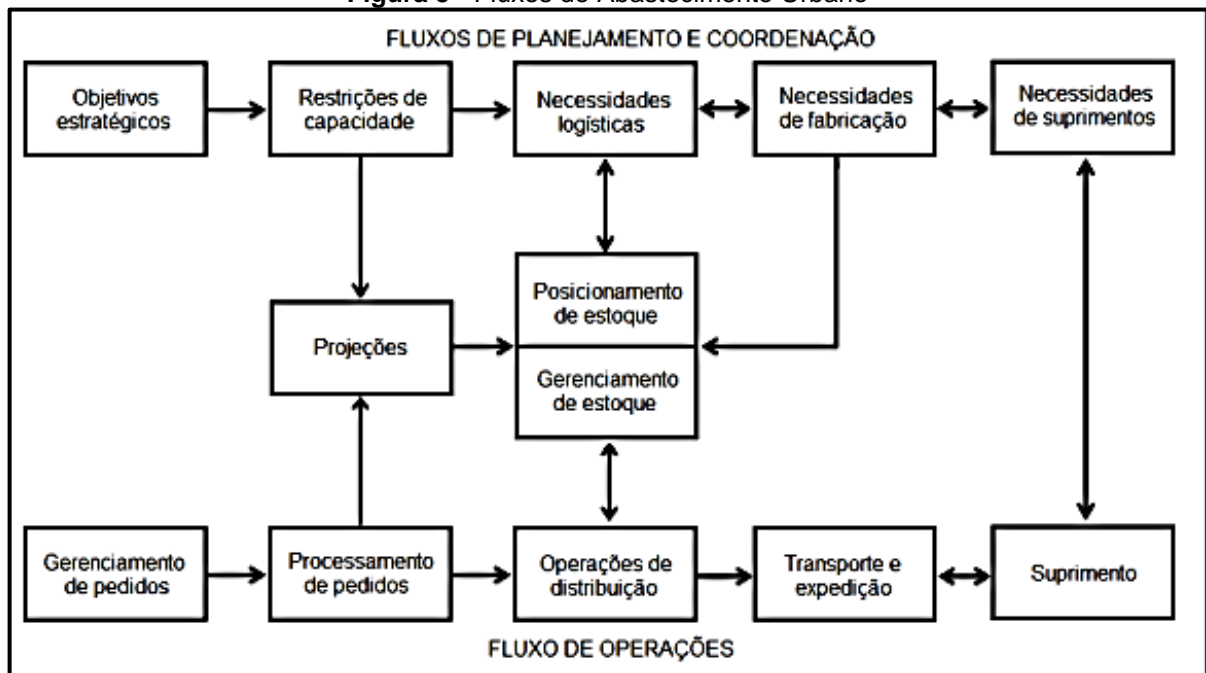 Fluxos de Abastecimento Urbano
FLUXOS DE PLANEJAMENTO E COORDENAÇÃO
Objetivos
estratégicos
Restrições de
capacidade
Necessidades
logísticas
Necessidades
de fabricação
Necessidades
de suprimentos
Projeções
Posicionamento
de estoque
Gerenciamento
de estoque
Gerenciamento
de pedidos
Processamento
de pedidos
Operações de
distribuição
Transporte e
expedição
Suprimento
FLUXO DE OPERAÇÕES